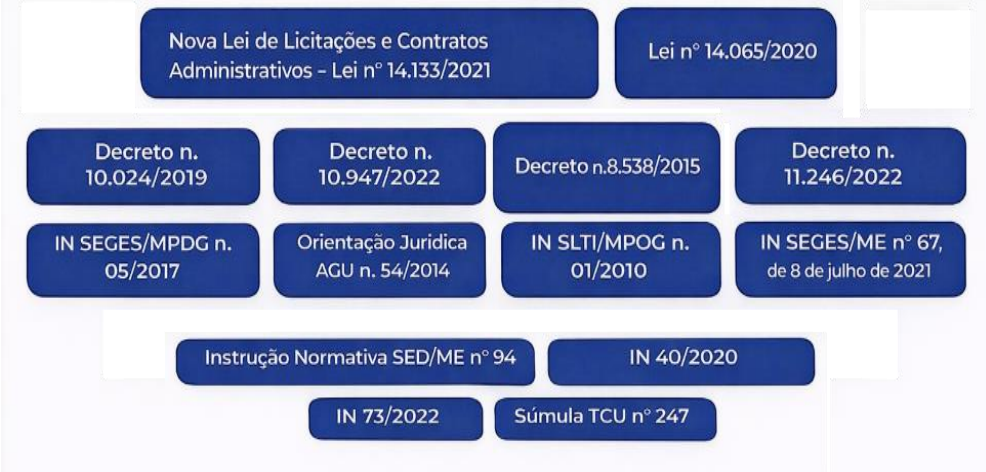 Nova Lei de Licitações e Contratos
Administrativos – Lei n° 14.133/2021
Lei n° 14.065/2020
Decreto n.
10.024/2019
Decreto n.
10.947/2022
Decreto n.8.538/2015
Decreto n.
11.246/2022
IN SEGES/MPDG n.
05/2017
Orientação Juridica
AGU n. 54/2014
IN SLTI/MPOG n.
01/2010
IN SEGES/ME n° 67,
de 8 de julho de 2021
Instrução Normativa SED/ME n° 94
IN 40/2020
IN 73/2022
Súmula TCU n° 247